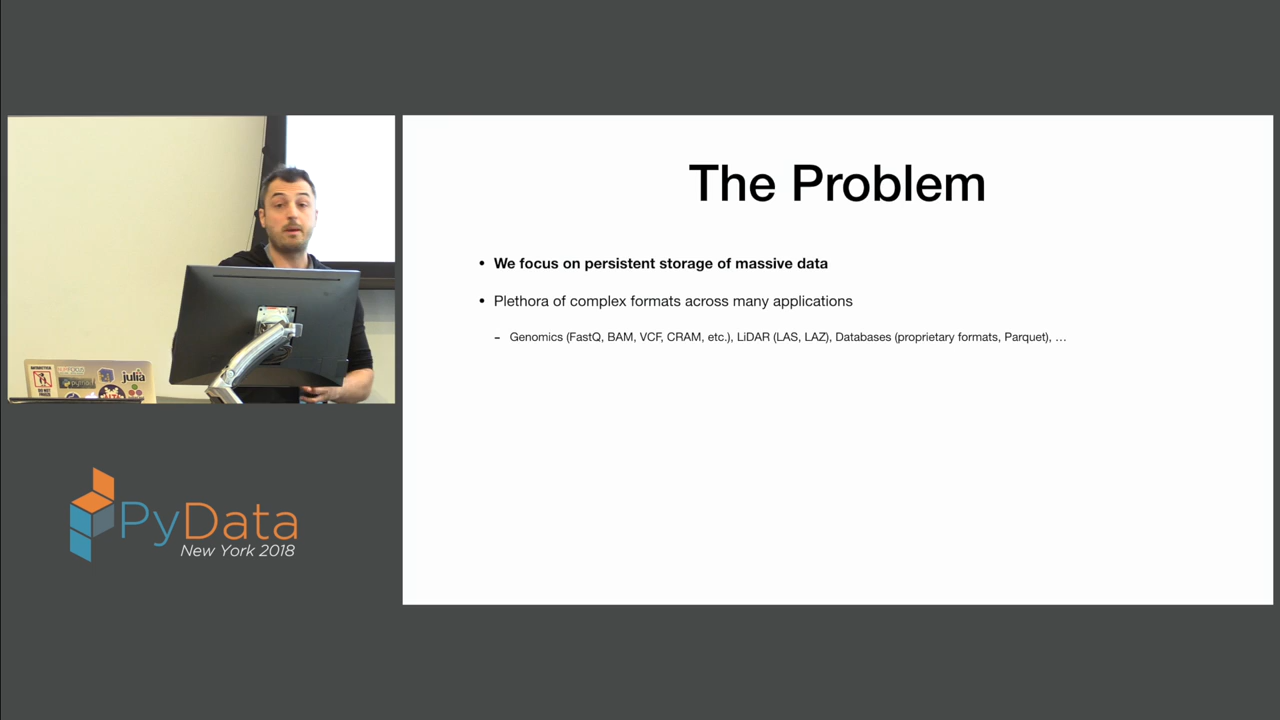 The Problem
• We focus on persistent storage of massive data
• Plethora of complex formats across many applications
– Genomics (FastQ, BAM, VCF, CRAM, etc.), LiDAR (LAS, LAZ), Databases (proprietary formats, Parquet), …
julia
PyData
New York 2018